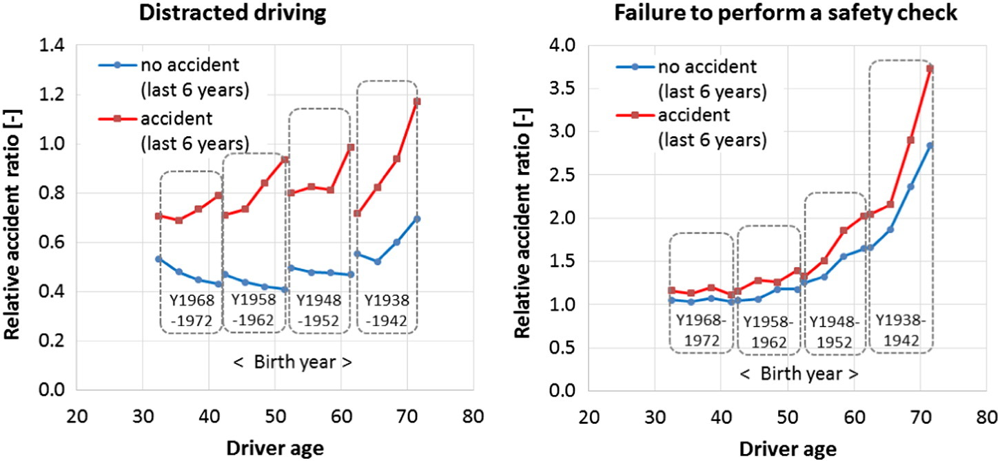 Distracted driving
Relative accident ratio [-]
1.4
1.2
1.0
0.8
0.6
0.4
0.2
0.0
no accident
(last 6 years)
accident
(last 6 years)
Y1968
-1972
Y1958
-1962
Y1948
-1952
Y1938
-1942
< Birth year >
20 30 40 50 60 70 80
Driver age
Failure to perform a safety check
Relative accident ratio [-]
4.0
3.5
3.0
2.5
2.0
1.5
1.0
0.5
0.0
no accident
(last 6 years)
accident
(last 6 years)
Y1968-
1972
Y1958-
1962
Y1948-
1952
Y1938-
1942
< Birth year >
20 30 40 50 60 70 80
Driver age